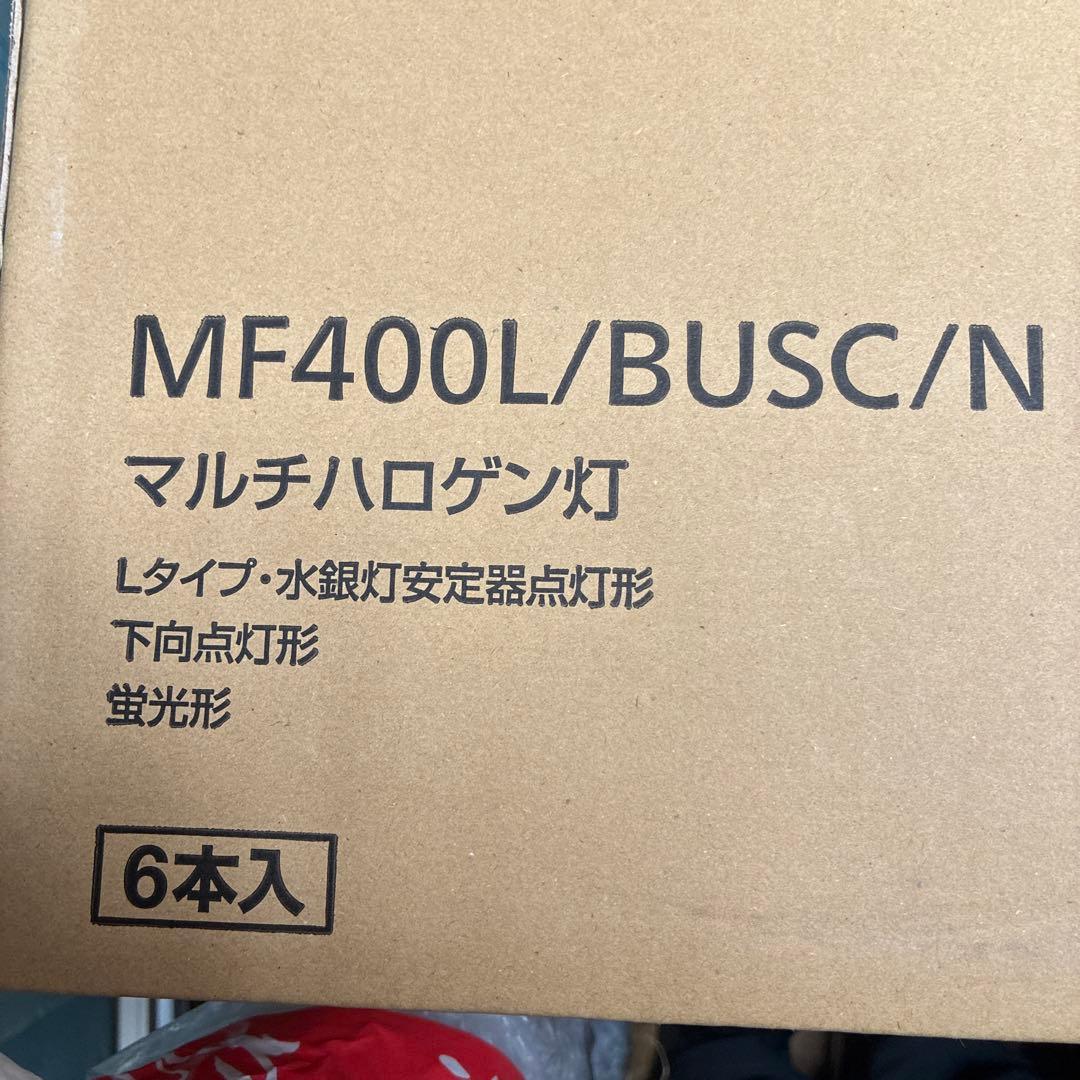 MF400L/BUSC/N
マルチハロゲン灯
Lタイプ・水銀灯安定器点灯形
下向点灯形
蛍光形
6本入